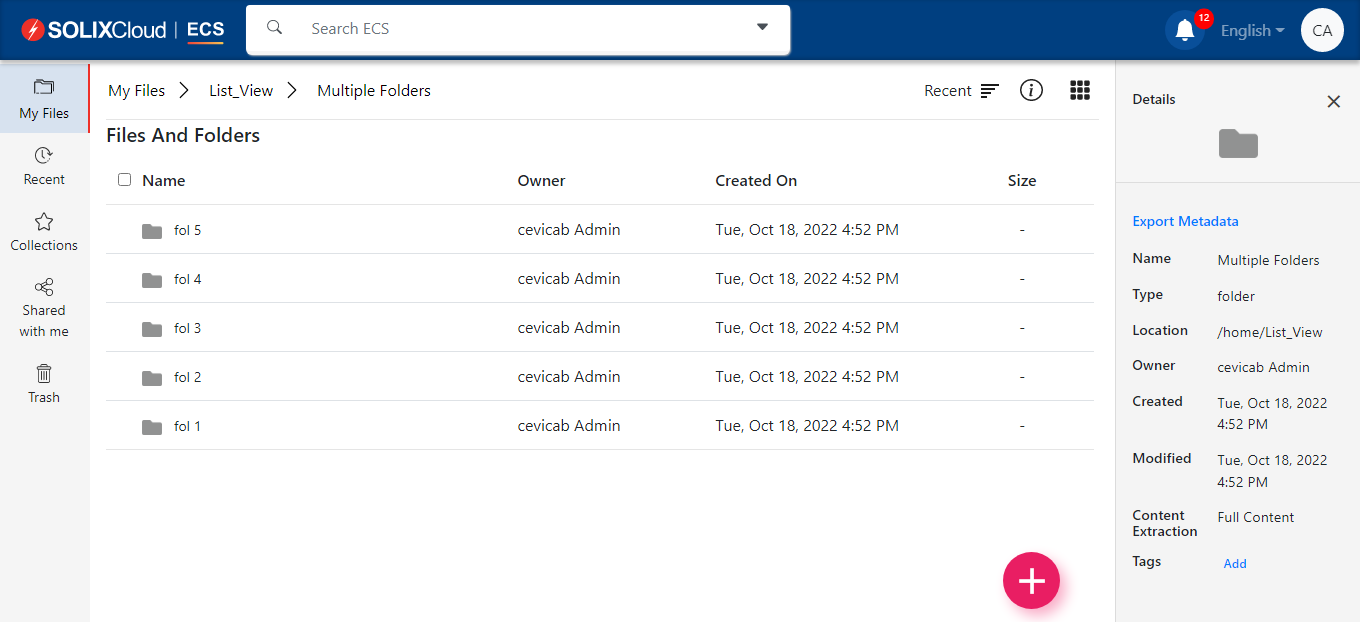 SOLIXCloud | ECS
Search ECS
12
English
CA
My Files
Recent
Collections
Shared
with me
Trash
My Files > List_View > Multiple Folders
Recent
Files And Folders
Name Owner Created On Size
fol 5 cevicab Admin Tue, Oct 18, 2022 4:52 PM -
fol 4 cevicab Admin Tue, Oct 18, 2022 4:52 PM -
fol 3 cevicab Admin Tue, Oct 18, 2022 4:52 PM -
fol 2 cevicab Admin Tue, Oct 18, 2022 4:52 PM -
fol 1 cevicab Admin Tue, Oct 18, 2022 4:52 PM -
Details
Export Metadata
Name Multiple Folders
Type folder
Location /home/List_View
Owner cevicab Admin
Created Tue, Oct 18, 2022
4:52 PM
Modified Tue, Oct 18, 2022
4:52 PM
Content Full Content
Extraction
Tags Add